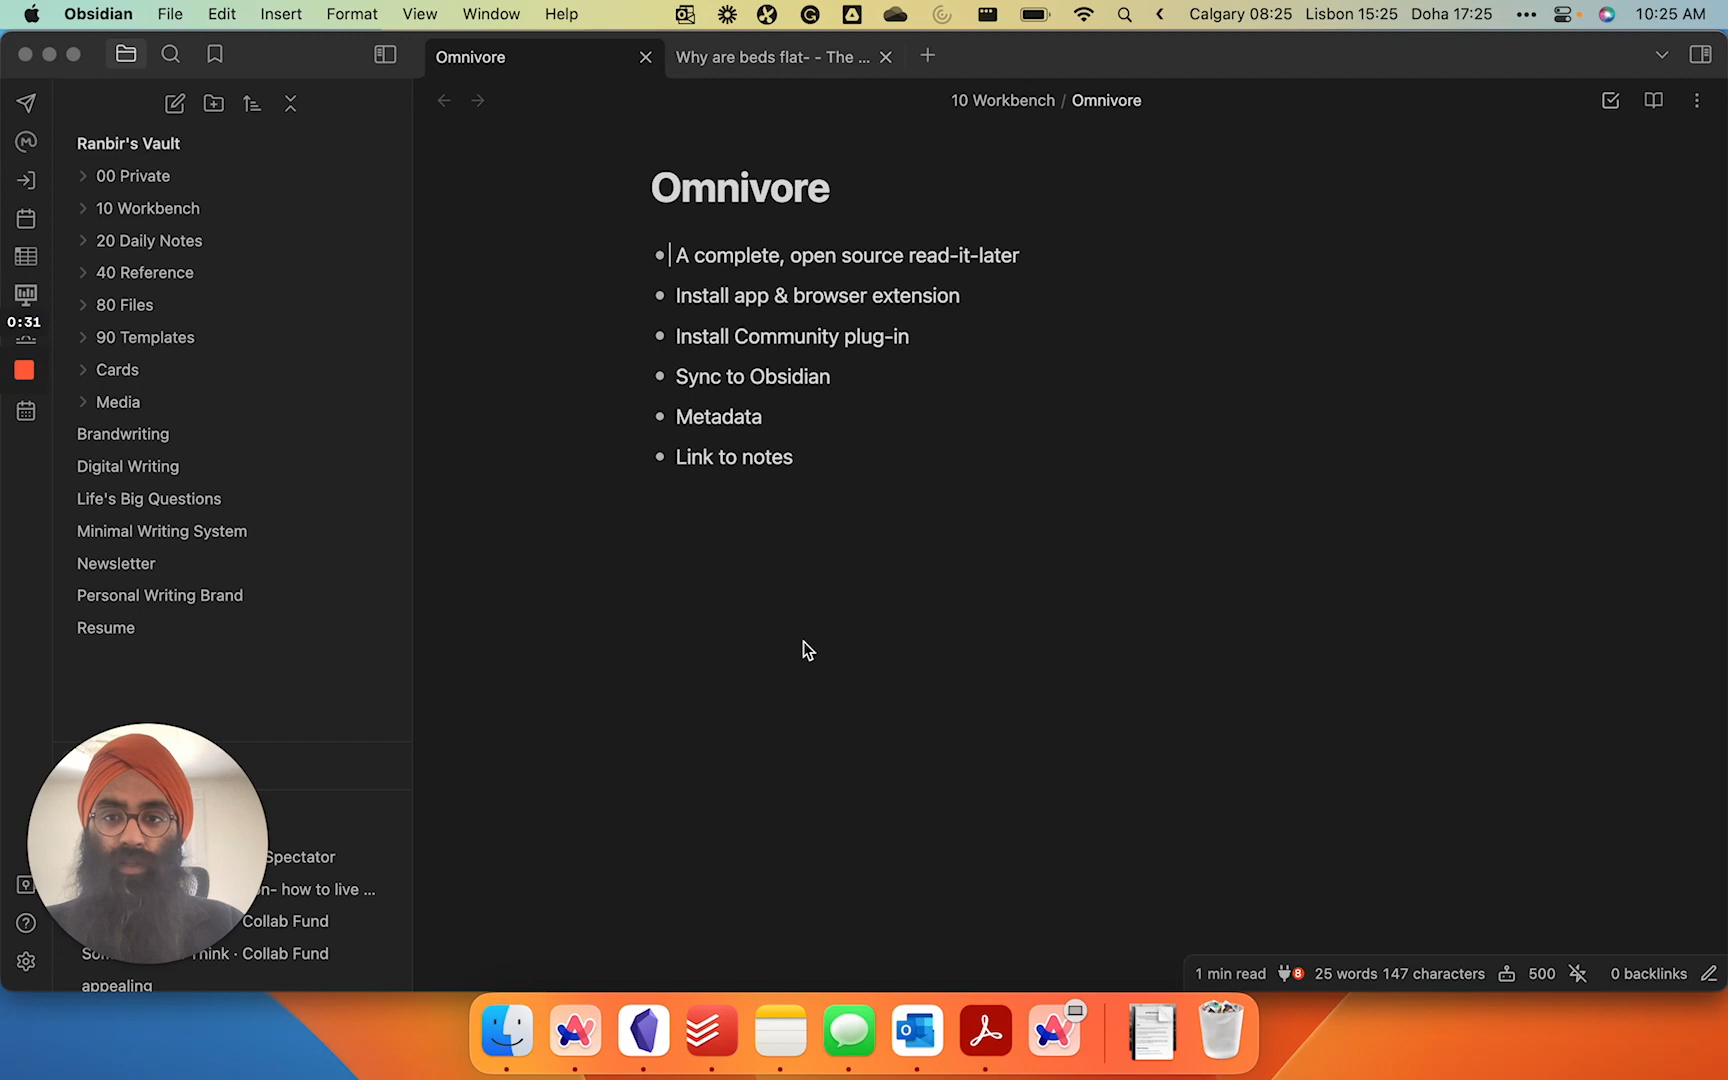 Obsidian File Edit Insert Format View Window Help Calgary 08:25 Lisbon 15:25 Doha 17:25 10:25 AM
Omnivore Why are beds flat- - The ...
10 Workbench / Omnivore
Ranbir's Vault
00 Private
10 Workbench
20 Daily Notes
40 Reference
80 Files
90 Templates
Cards
Media
Brandwriting
Digital Writing
Life's Big Questions
Minimal Writing System
Newsletter
Personal Writing Brand
Resume
0:31
Spectator
n- how to live ...
Collab Fund
Think · Collab Fund
appealing
Omnivore
A complete, open source read-it-later
Install app & browser extension
Install Community plug-in
Sync to Obsidian
Metadata
Link to notes
1 min read 8 25 words 147 characters 500 0 backlinks